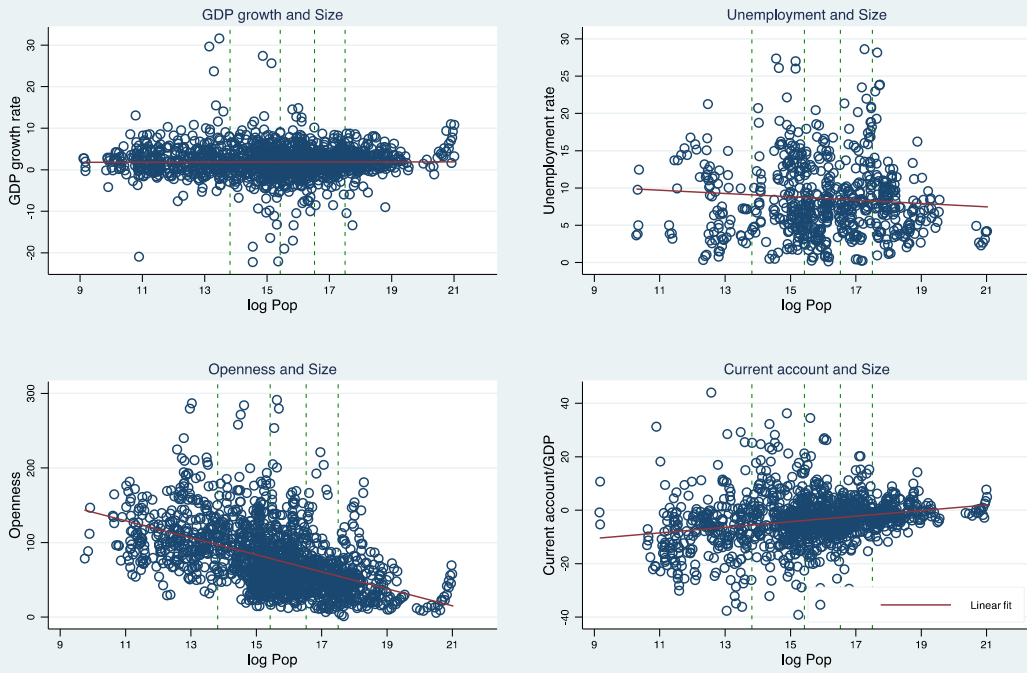 GDP growth and Size
GDP growth rate
30
20
10
0
-10
-20
9 11 13 15 17 19 21
log Pop
Unemployment and Size
Unemployment rate
30
25
20
15
10
5
0
9 11 13 15 17 19 21
log Pop
Openness and Size
Openness
300
200
100
0
9 11 13 15 17 19 21
log Pop
Current account and Size
Current account/GDP
40
20
0
-20
-40
Linear fit
9 11 13 15 17 19 21
log Pop